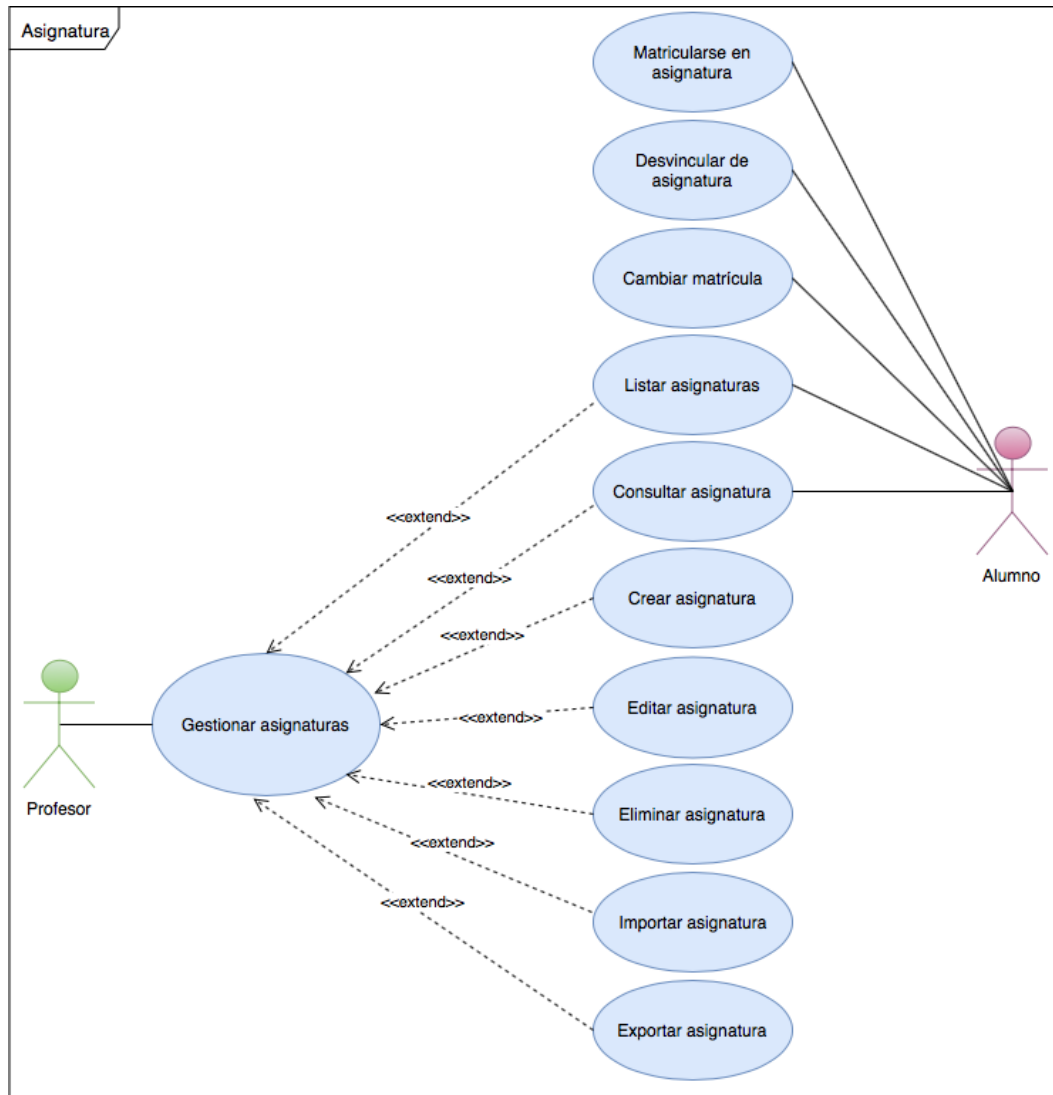 Asignatura
Matricularse en
asignatura
Desvincular de
asignatura
Cambiar matrícula
Listar asignaturas
<<extend>>
Consultar asignatura
<<extend>>
Alumno
Crear asignatura
<<extend>>
Gestionar asignaturas
<<extend>>
Editar asignatura
Profesor
<<extend>>
Eliminar asignatura
<<extend>>
Importar asignatura
<<extend>>
Exportar asignatura